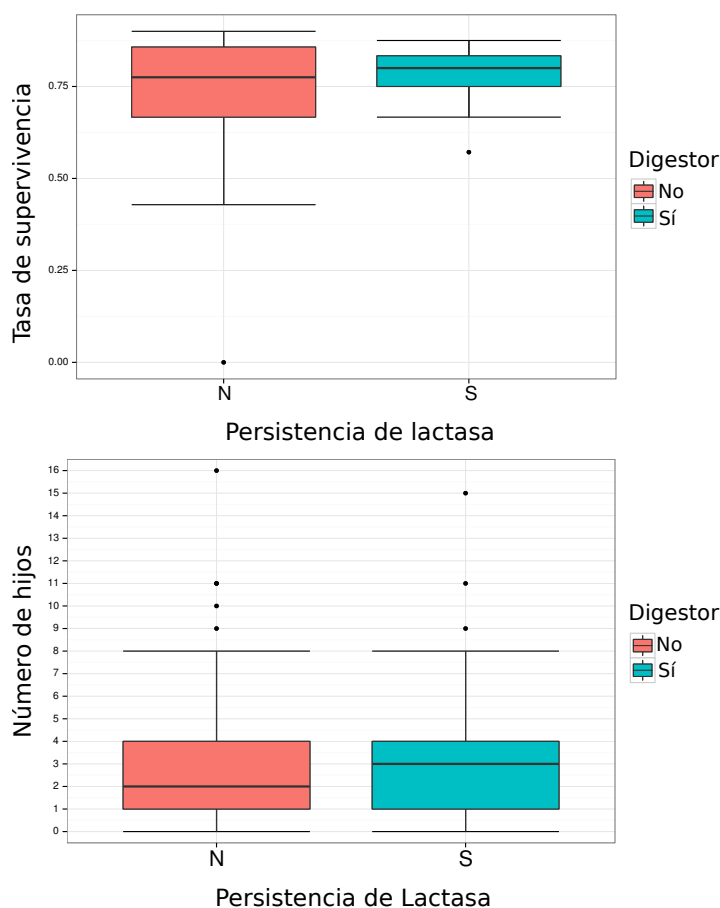 Tasa de supervivencia
0.75
0.50
0.25
0.00
N
S
Persistencia de lactasa
Digestor
No
Sí
Número de hijos
16
15
14
13
12
11
10
9
8
7
6
5
4
3
2
1
0
N
S
Persistencia de Lactasa
Digestor
No
Sí